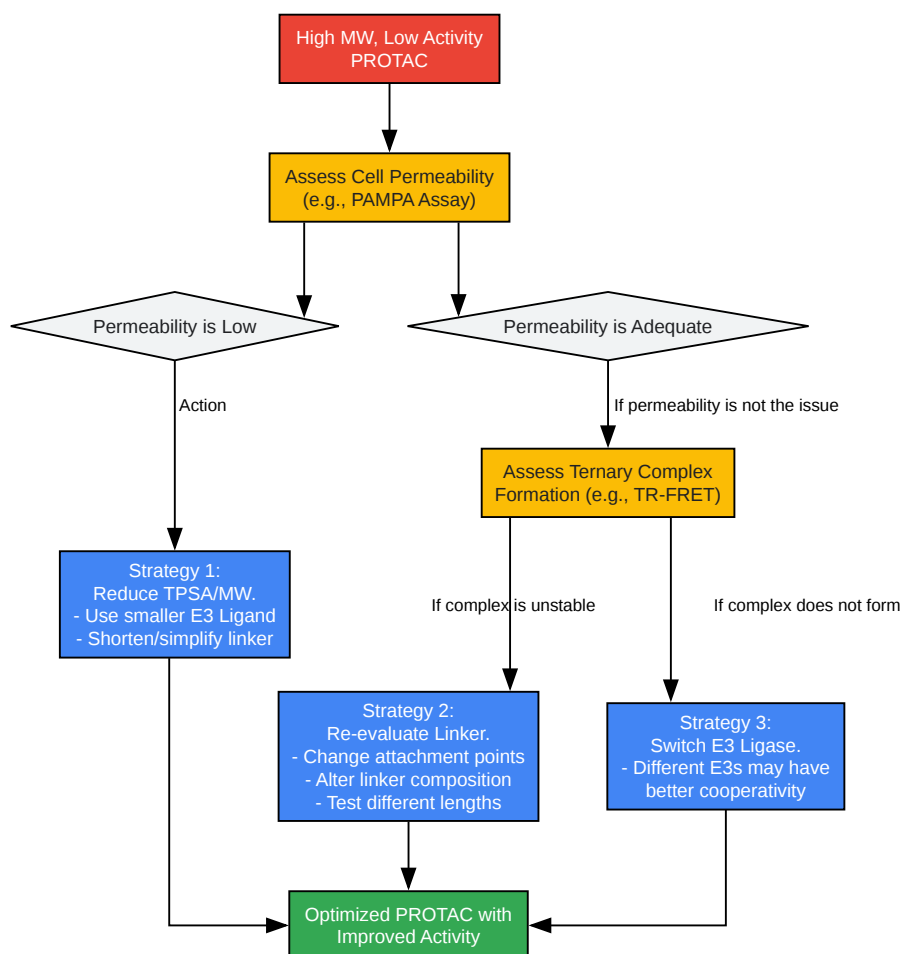 High MW, Low Activity
PROTAC
Assess Cell Permeability
(e.g., PAMPA Assay)
Permeability is Low
Permeability is Adequate
Action
If permeability is not the issue
Assess Ternary Complex
Formation (e.g., TR-FRET)
Strategy 1:
Reduce TPSA/MW.
- Use smaller E3 Ligand
- Shorten/simplify linker
If complex is unstable
If complex does not form
Strategy 2:
Re-evaluate Linker.
- Change attachment points
- Alter linker composition
- Test different lengths
Strategy 3:
Switch E3 Ligase.
- Different E3s may have
better cooperativity
Optimized PROTAC with
Improved Activity